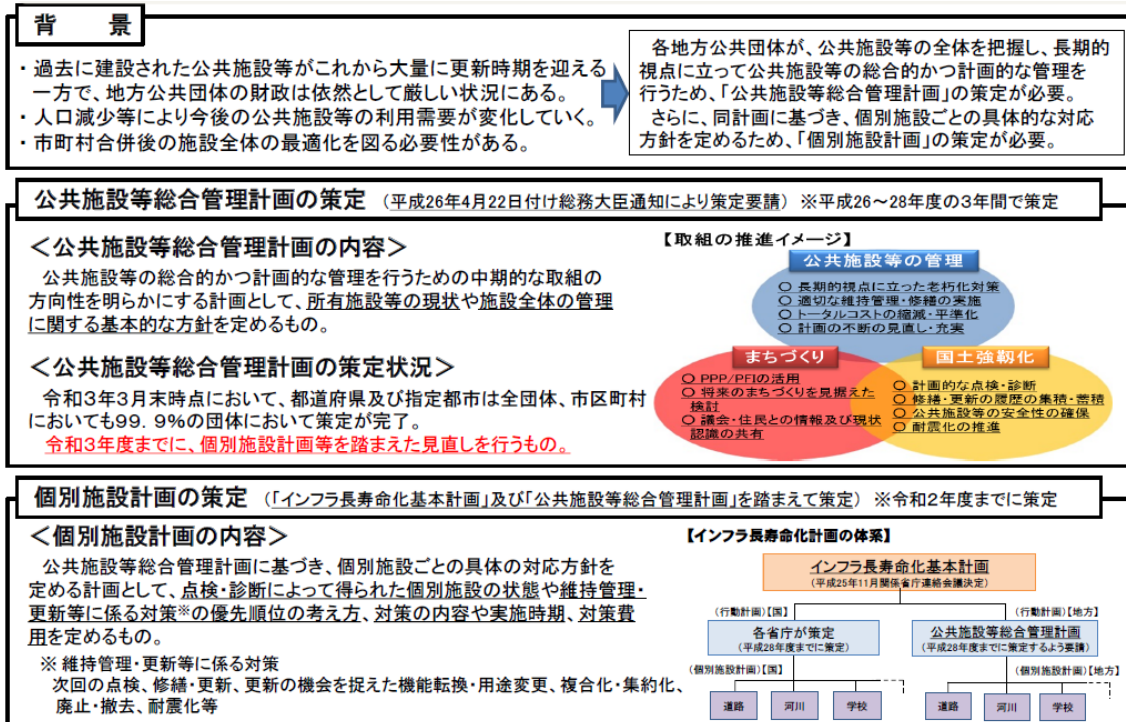 背　景
・過去に建設された公共施設等がこれから大量に更新時期を迎える
一方で、地方公共団体の財政は依然として厳しい状況にある。
・人口減少等により今後の公共施設等の利用需要が変化していく。
・市町村合併後の施設全体の最適化を図る必要性がある。
各地方公共団体が、公共施設等の全体を把握し、長期的
視点に立って公共施設等の総合的かつ計画的な管理を
行うため、「公共施設等総合管理計画」の策定が必要。
さらに、同計画に基づき、個別施設ごとの具体的な対応
方針を定めるため、「個別施設計画」の策定が必要。
公共施設等総合管理計画の策定 （平成26年4月22日付け総務大臣通知により策定要請） ※平成26～28年度の3年間で策定
＜公共施設等総合管理計画の内容＞
公共施設等の総合的かつ計画的な管理を行うための中期的な取組の
方向性を明らかにする計画として、所有施設等の現状や施設全体の管理
に関する基本的な方針を定めるもの。
＜公共施設等総合管理計画の策定状況＞
令和3年3月末時点において、都道府県及び指定都市は全団体、市区町村
においても99．9％の団体において策定が完了。
令和3年度までに、個別施設計画等を踏まえた見直しを行うもの。
【取組の推進イメージ】
公共施設等の管理
○ 長期的視点に立った老朽化対策
○ 適切な維持管理・修繕の実施
○ トータルコストの縮減・平準化
○ 計画の不断の見直し・充実
まちづくり
○ PPP/PFIの活用
○ 将来のまちづくりを見据えた
検討
○ 議会・住民との情報及び現状
認識の共有
国土強靱化
○ 計画的な点検・診断
○ 修繕・更新の履歴の集積・蓄積
○ 公共施設等の安全性の確保
○ 耐震化の推進
個別施設計画の策定 （「インフラ長寿命化基本計画」及び「公共施設等総合管理計画」を踏まえて策定） ※令和2年度までに策定
＜個別施設計画の内容＞
公共施設等総合管理計画に基づき、個別施設ごとの具体の対応方針を
定める計画として、点検・診断によって得られた個別施設の状態や維持管理・
更新等に係る対策※の優先順位の考え方、対策の内容や実施時期、対策費
用を定めるもの。
※ 維持管理・更新等に係る対策
次回の点検、修繕・更新、更新の機会を捉えた機能転換・用途変更、複合化・集約化、
廃止・撤去、耐震化等
【インフラ長寿命化計画の体系】
インフラ長寿命化基本計画
（平成25年11月関係省庁連絡会議決定）
（行動計画）【国】
（行動計画）【地方】
各省庁が策定
（平成28年度までに策定）
公共施設等総合管理計画
（平成28年度までに策定するよう要請）
（個別施設計画）【国】
（個別施設計画）【地方】
道路
河川
学校
道路
河川
学校